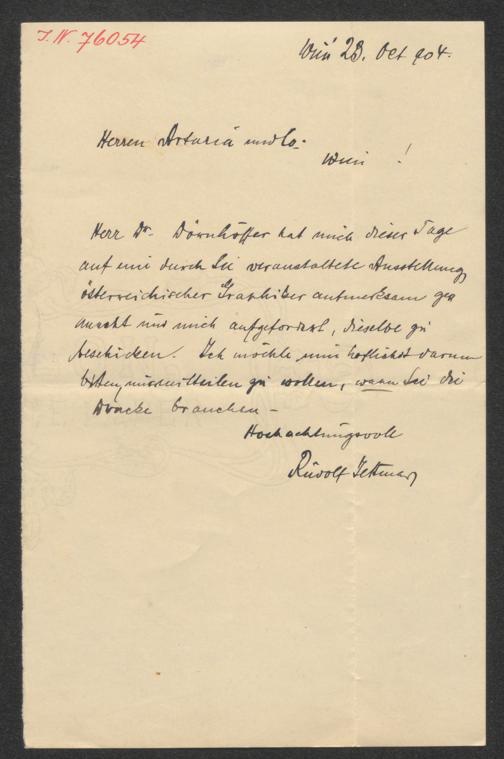 J. N. 76054
Wien 23. Oct 904.
Herren Artaria und Co.
Wien !
Herr Dr. Dörnhöffer hat mich dieser Tage
auf eine durch Sie veranstaltete Ausstellung
österreichischer Graphiker aufmerksam ge-
macht und mich aufgefordert, dieselbe zu
beschicken. Ich möchte nun höflichst darum
bitten, mir mitteilen zu wollen, wann Sie die
Drucke brauchen –
Hochachtungsvoll
Rudolf Jettmar